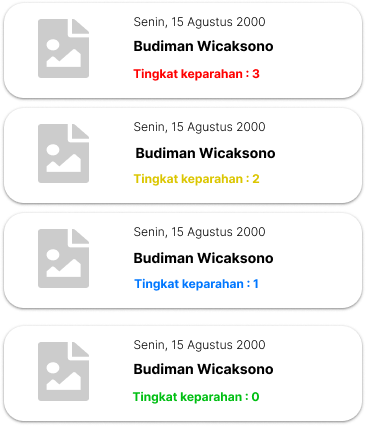 Senin, 15 Agustus 2000
Budiman Wicaksono
Tingkat keparahan : 3
Senin, 15 Agustus 2000
Budiman Wicaksono
Tingkat keparahan : 2
Senin, 15 Agustus 2000
Budiman Wicaksono
Tingkat keparahan : 1
Senin, 15 Agustus 2000
Budiman Wicaksono
Tingkat keparahan : 0